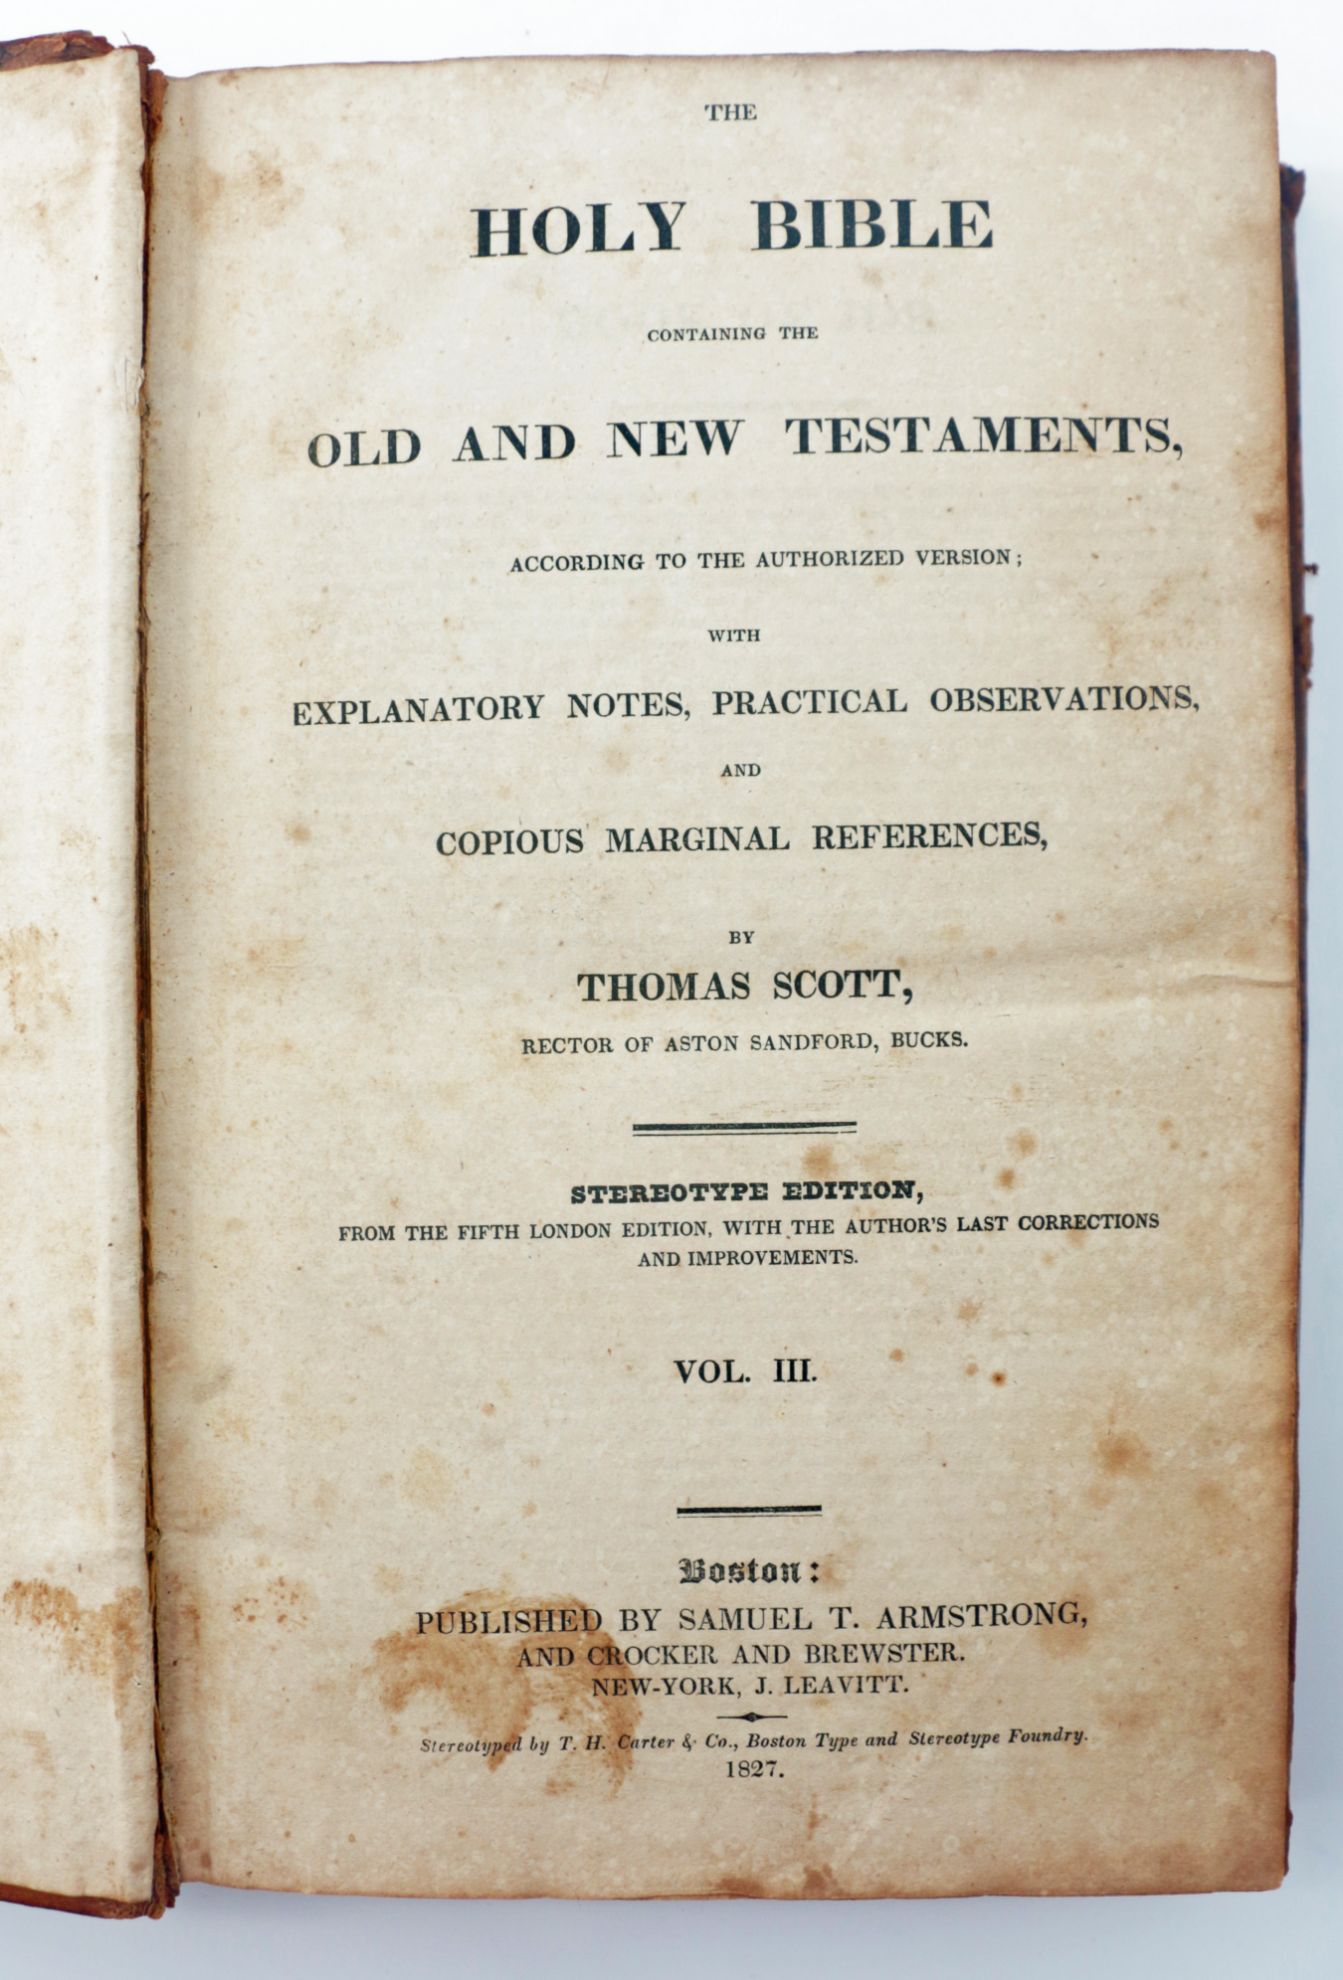 THE
HOLY BIBLE
CONTAINING THE
OLD AND NEW TESTAMENTS,
ACCORDING TO THE AUTHORIZED VERSION;
WITH
EXPLANATORY NOTES, PRACTICAL OBSERVATIONS,
AND
COPIOUS MARGINAL REFERENCES,
BY
THOMAS SCOTT,
RECTOR OF ASTON SANDFORD, BUCKS.
STEREOTYPE EDITION,
FROM THE FIFTH LONDON EDITION, WITH THE AUTHOR'S LAST CORRECTIONS
AND IMPROVEMENTS.
VOL. III.
Boston:
PUBLISHED BY SAMUEL T. ARMSTRONG,
AND CROCKER AND BREWSTER.
NEW-YORK, J. LEAVITT.
Stereotyped by T. H. Carter & Co., Boston Type and Stereotype Foundry.
1827.